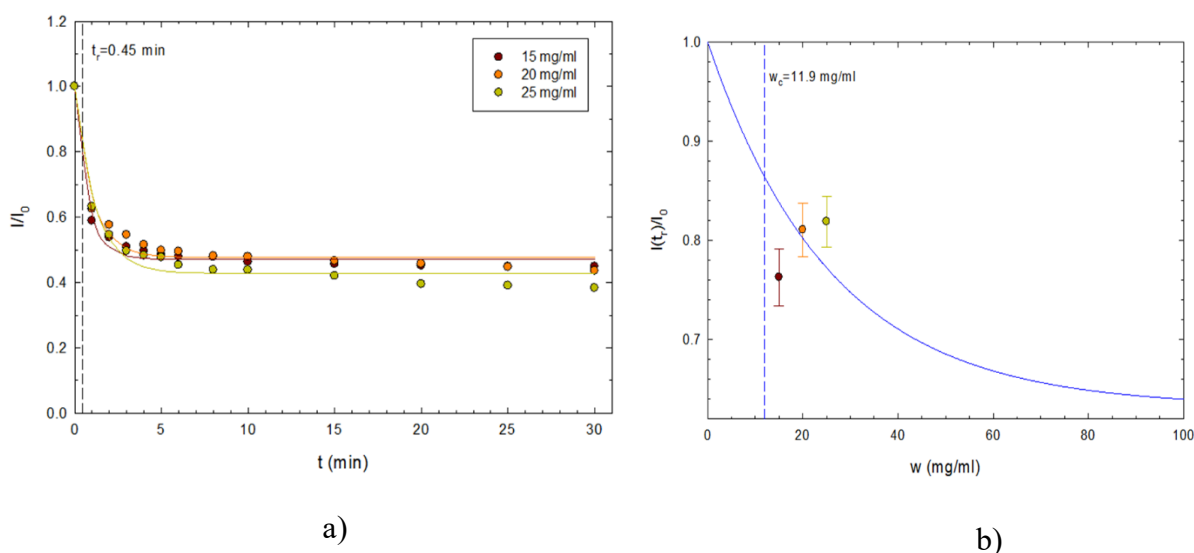 1.2
1.0
0.8
0.6
0.4
0.2
0.0
I/I0
tr=0.45 min
15 mg/ml
20 mg/ml
25 mg/ml
0 5 10 15 20 25 30
t (min)
a)
1.0
0.9
0.8
0.7
I(tr)/I0
wc=11.9 mg/ml
0 20 40 60 80 100
w (mg/ml)
b)